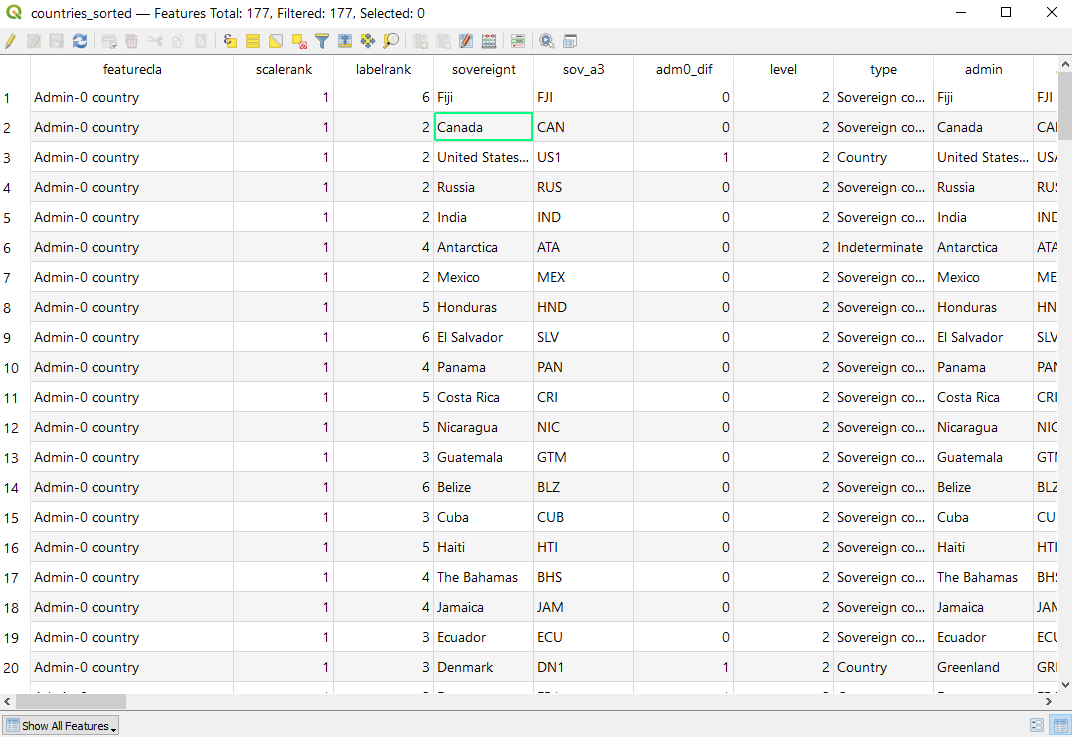 countries_sorted — Features Total: 177, Filtered: 177, Selected: 0
featurecla scalerank labelrank sovereignt sov_a3 adm0_dif level type admin
1 Admin-0 country 1 6 Fiji FJI 0 2 Sovereign co... Fiji FJI
2 Admin-0 country 1 2 Canada CAN 0 2 Sovereign co... Canada CAN
3 Admin-0 country 1 2 United States... US1 1 2 Country United States... USA
4 Admin-0 country 1 2 Russia RUS 0 2 Sovereign co... Russia RUS
5 Admin-0 country 1 2 India IND 0 2 Sovereign co... India IND
6 Admin-0 country 1 4 Antarctica ATA 0 2 Indeterminate Antarctica ATA
7 Admin-0 country 1 2 Mexico MEX 0 2 Sovereign co... Mexico ME
8 Admin-0 country 1 5 Honduras HND 0 2 Sovereign co... Honduras HN
9 Admin-0 country 1 6 El Salvador SLV 0 2 Sovereign co... El Salvador SLV
10 Admin-0 country 1 4 Panama PAN 0 2 Sovereign co... Panama PAN
11 Admin-0 country 1 5 Costa Rica CRI 0 2 Sovereign co... Costa Rica CRI
12 Admin-0 country 1 5 Nicaragua NIC 0 2 Sovereign co... Nicaragua NIC
13 Admin-0 country 1 3 Guatemala GTM 0 2 Sovereign co... Guatemala GTM
14 Admin-0 country 1 6 Belize BLZ 0 2 Sovereign co... Belize BLZ
15 Admin-0 country 1 3 Cuba CUB 0 2 Sovereign co... Cuba CU
16 Admin-0 country 1 5 Haiti HTI 0 2 Sovereign co... Haiti HTI
17 Admin-0 country 1 4 The Bahamas BHS 0 2 Sovereign co... The Bahamas BHS
18 Admin-0 country 1 4 Jamaica JAM 0 2 Sovereign co... Jamaica JAM
19 Admin-0 country 1 3 Ecuador ECU 0 2 Sovereign co... Ecuador ECU
20 Admin-0 country 1 3 Denmark DN1 1 2 Country Greenland GR
Show All Features